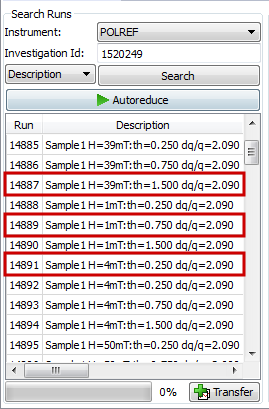 Search Runs
Instrument: POLREF
Investigation Id: 1520249
Description Search
Autoreduce
Run Description
14885 Sample1 H=39mT:th=0.250 dq/q=2.090
14886 Sample1 H=39mT:th=0.750 dq/q=2.090
14887 Sample1 H=39mT:th=1.500 dq/q=2.090
14888 Sample1 H=1mT:th=0.250 dq/q=2.090
14889 Sample1 H=1mT:th=0.750 dq/q=2.090
14890 Sample1 H=1mT:th=1.500 dq/q=2.090
14891 Sample1 H=4mT:th=0.250 dq/q=2.090
14892 Sample1 H=4mT:th=0.250 dq/q=2.090
14893 Sample1 H=4mT:th=0.750 dq/q=2.090
14894 Sample1 H=4mT:th=1.500 dq/q=2.090
14895 Sample1 H=50mT:th=0.250 dq/q=2.090
0% Transfer